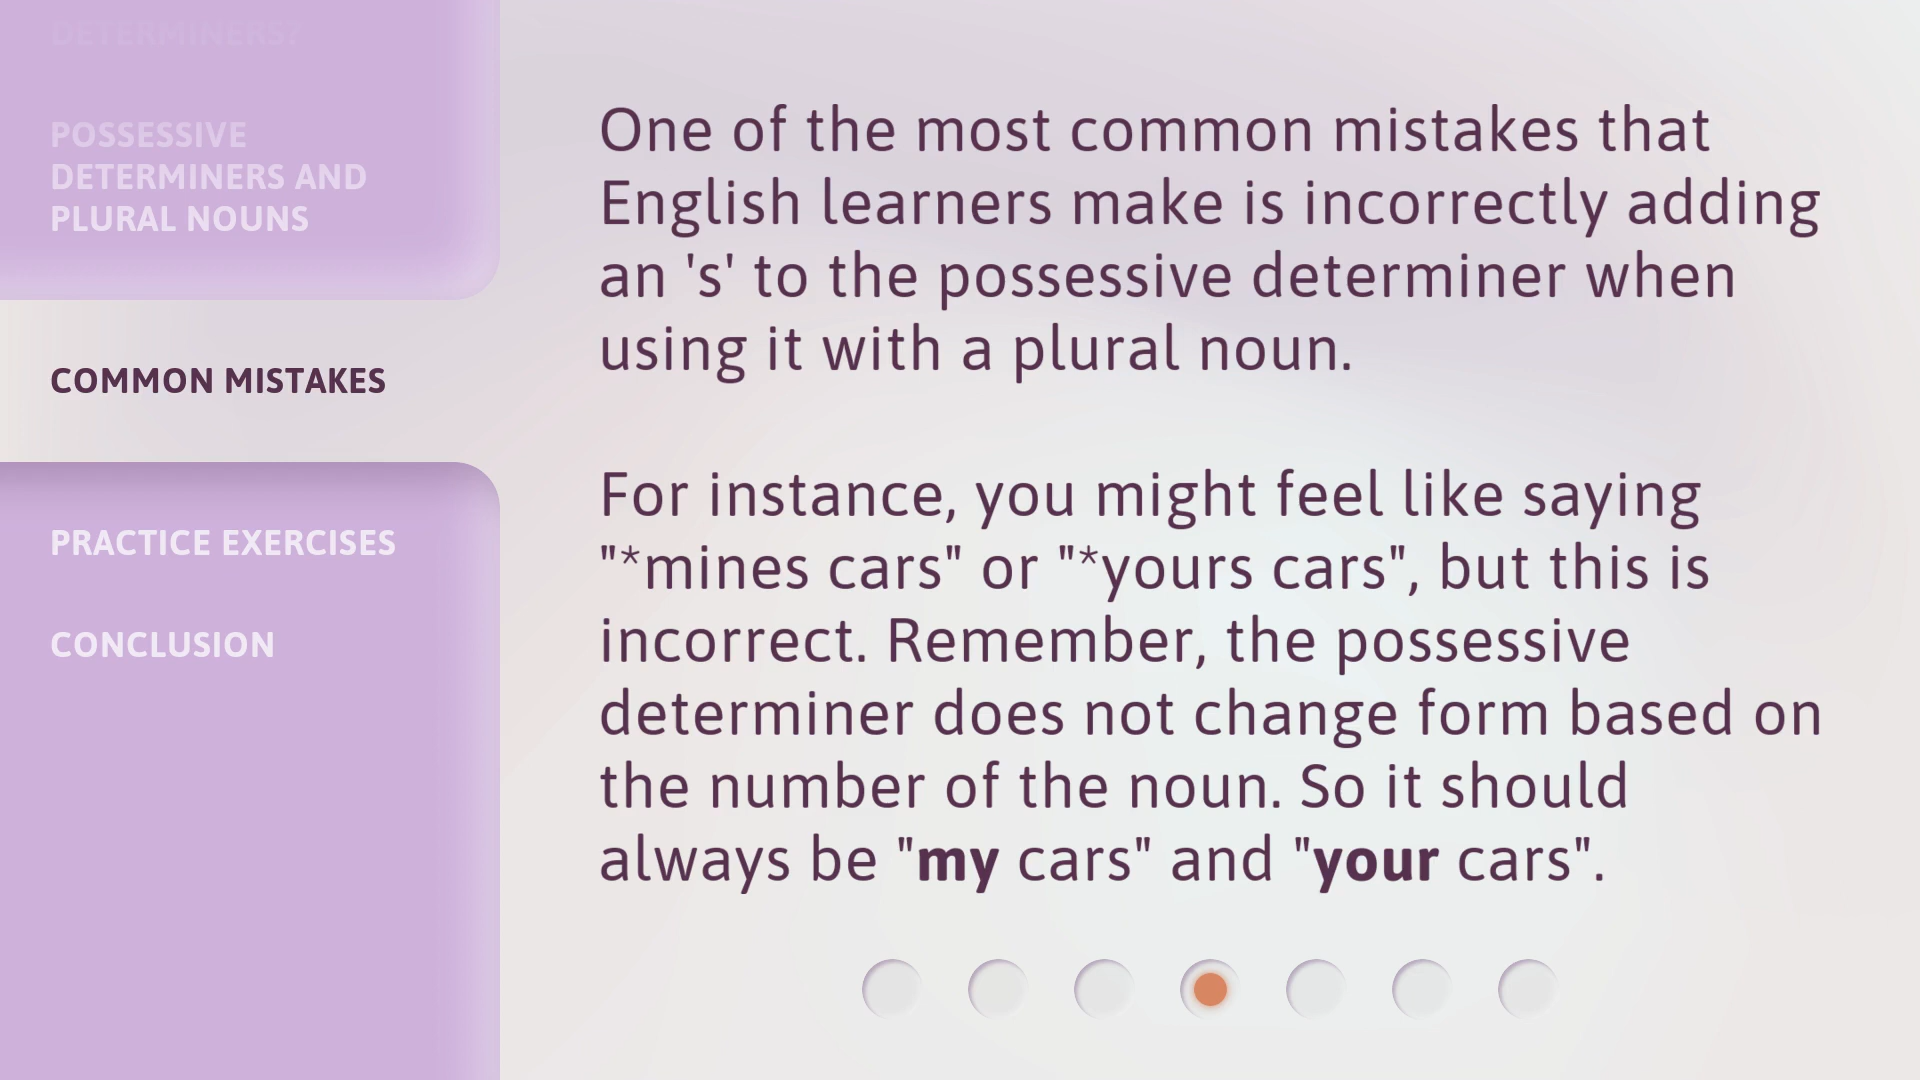 DETERMINERS?
POSSESSIVE
DETERMINERS AND
PLURAL NOUNS
COMMON MISTAKES
PRACTICE EXERCISES
CONCLUSION
One of the most common mistakes that
English learners make is incorrectly adding
an 's' to the possessive determiner when
using it with a plural noun.
For instance, you might feel like saying
"*mines cars" or "*yours cars", but this is
incorrect. Remember, the possessive
determiner does not change form based on
the number of the noun. So it should
always be "my cars" and "your cars".